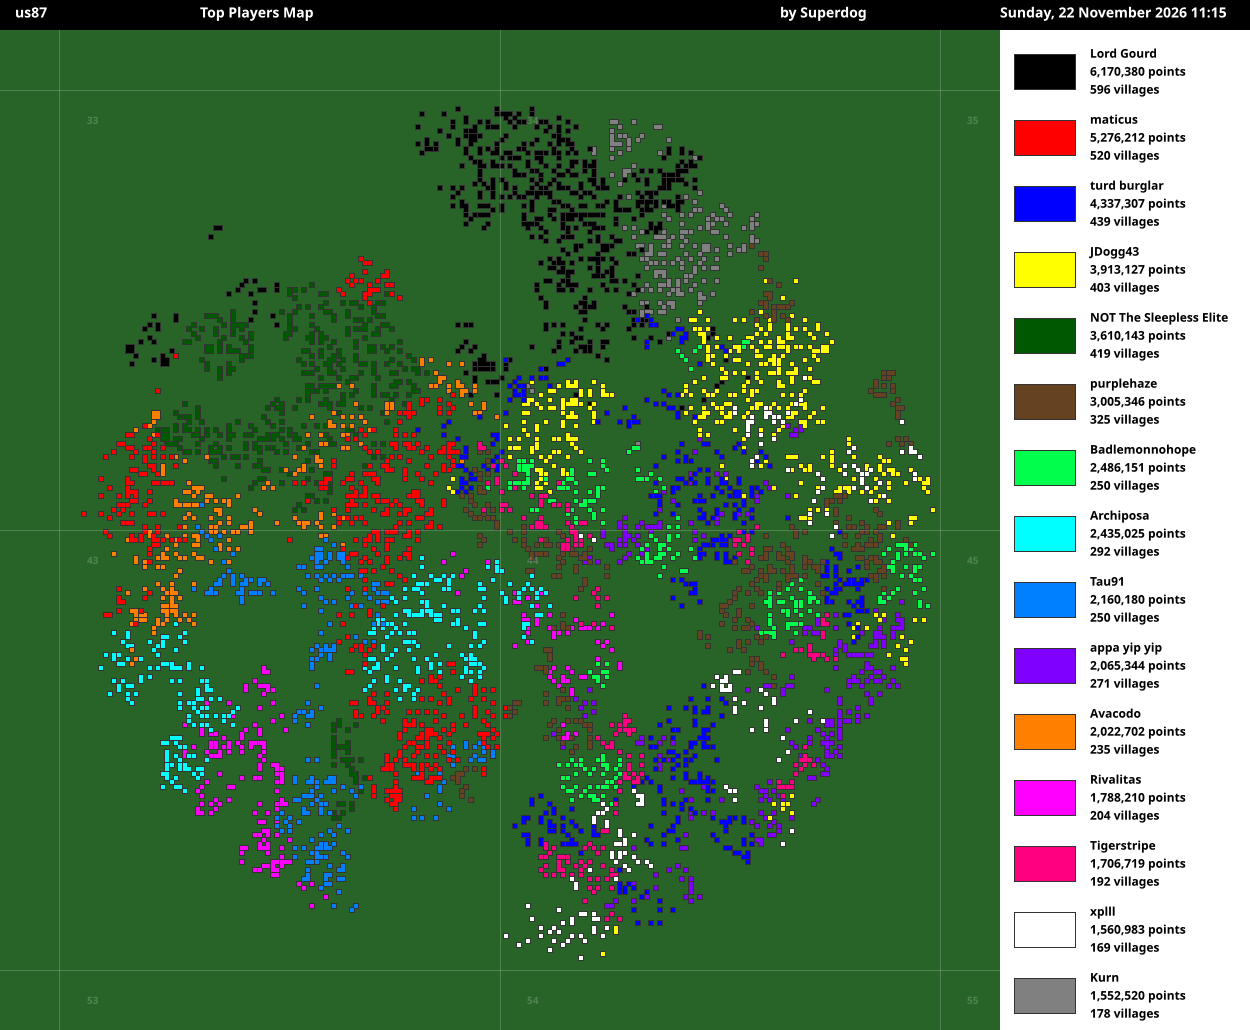 us87 Top Players Map by Superdog Sunday, 22 November 2026 11:15
Lord Gourd
6,170,380 points
596 villages
maticus
5,276,212 points
520 villages
turd burglar
4,337,307 points
439 villages
JDogg43
3,913,127 points
403 villages
NOT The Sleepless Elite
3,610,143 points
419 villages
purplehaze
3,005,346 points
325 villages
Badlemonnohope
2,486,151 points
250 villages
Archiposa
2,435,025 points
292 villages
Tau91
2,160,180 points
250 villages
appa yip yip
2,065,344 points
271 villages
Avacodo
2,022,702 points
235 villages
Rivalitas
1,788,210 points
204 villages
Tigerstripe
1,706,719 points
192 villages
xplll
1,560,983 points
169 villages
Kurn
1,552,520 points
178 villages
33 34 35
43 44 45
53 54 55